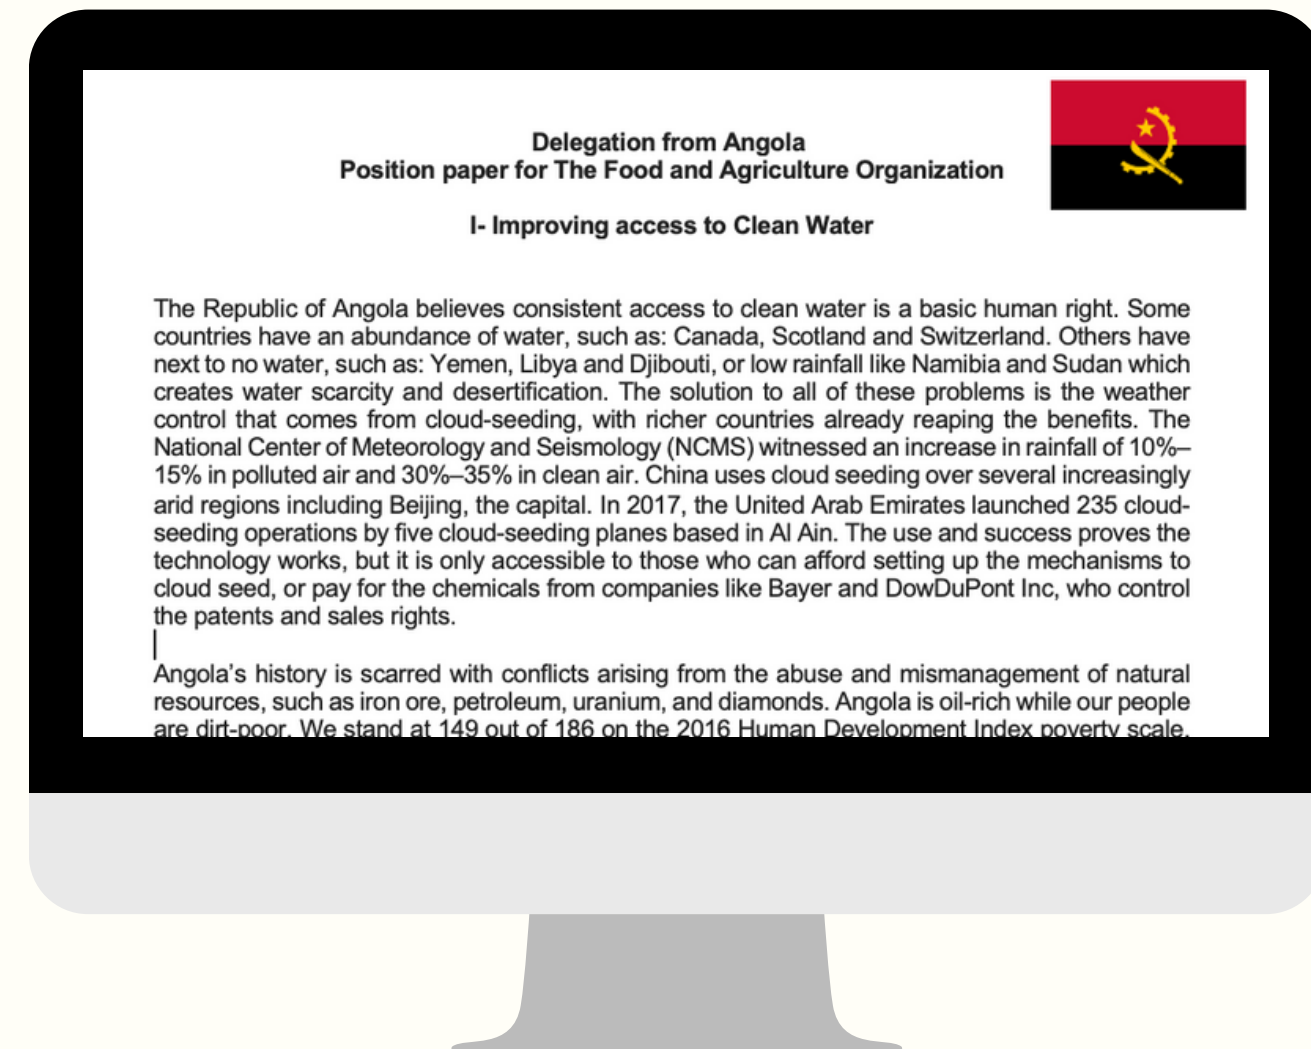 Delegation from Angola
Position paper for The Food and Agriculture Organization
I- Improving access to Clean Water
The Republic of Angola believes consistent access to clean water is a basic human right. Some
countries have an abundance of water, such as: Canada, Scotland and Switzerland. Others have
next to no water, such as: Yemen, Libya and Djibouti, or low rainfall like Namibia and Sudan which
creates water scarcity and desertification. The solution to all of these problems is the weather
control that comes from cloud-seeding, with richer countries already reaping the benefits. The
National Center of Meteorology and Seismology (NCMS) witnessed an increase in rainfall of 10%–
15% in polluted air and 30%–35% in clean air. China uses cloud seeding over several increasingly
arid regions including Beijing, the capital. In 2017, the United Arab Emirates launched 235 cloud-
seeding operations by five cloud-seeding planes based in Al Ain. The use and success proves the
technology works, but it is only accessible to those who can afford setting up the mechanisms to
cloud seed, or pay for the chemicals from companies like Bayer and DowDuPont Inc, who control
the patents and sales rights.
Angola’s history is scarred with conflicts arising from the abuse and mismanagement of natural
resources, such as iron ore, petroleum, uranium, and diamonds. Angola is oil-rich while our people
are dirt-poor. We stand at 149 out of 186 on the 2016 Human Development Index poverty scale.